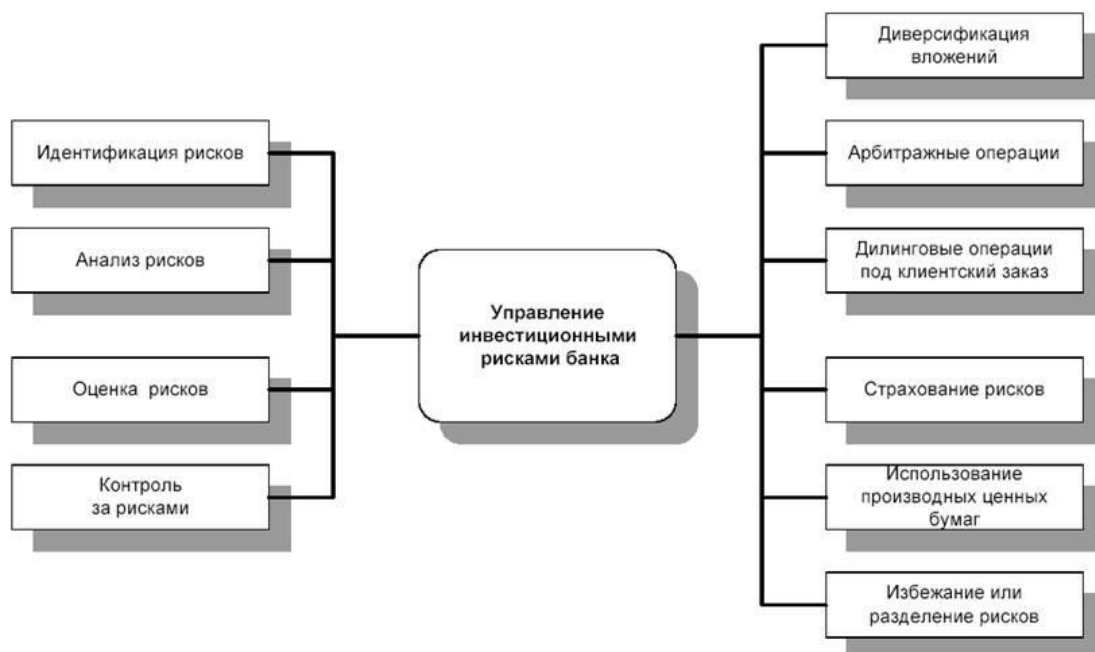 Идентификация рисков
Анализ рисков
Оценка рисков
Контроль
за рисками
Управление
инвестиционными
рисками банка
Диверсификация
вложений
Арбитражные операции
Дилинговые операции
под клиентский заказ
Страхование рисков
Использование
производных ценных
бумаг
Избежание или
разделение рисков